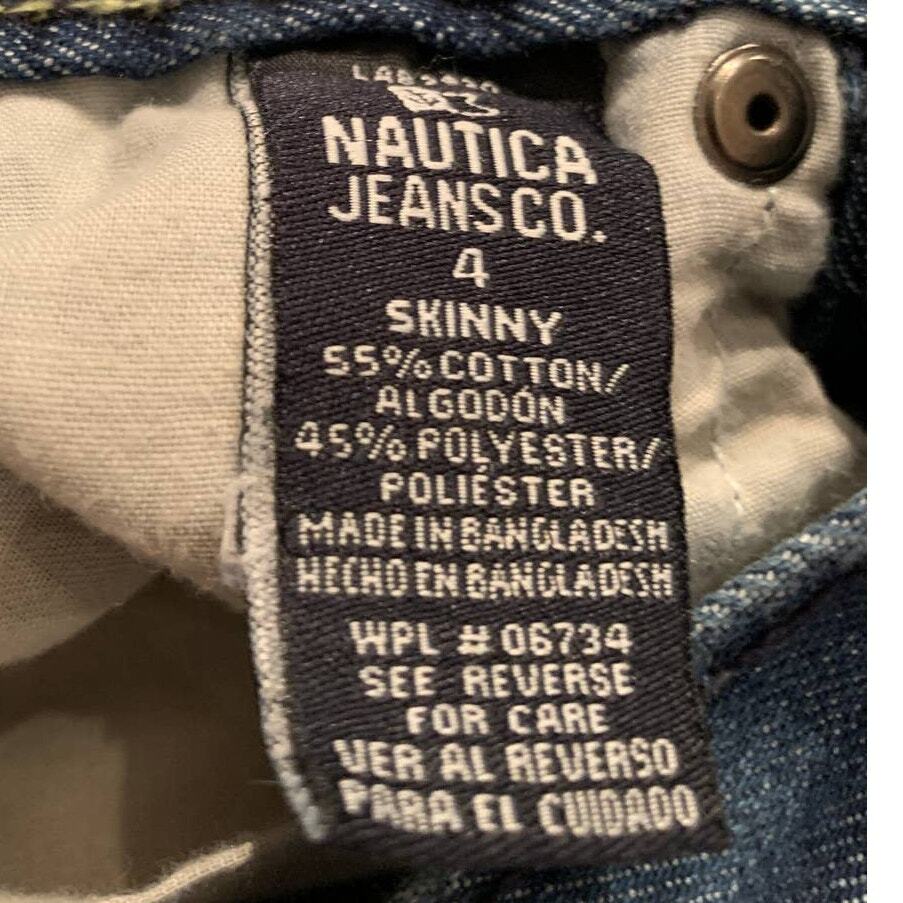 NAUTICA
JEANS CO.
4
SKINNY
55% COTTON/
ALGODÓN
45% POLYESTER/
POLIÉSTER
MADE IN BANGLADESH
HECHO EN BANGLADESH
WPL # 06734
SEE REVERSE
FOR CARE
VER AL REVERSO
PARA EL CUIDADO